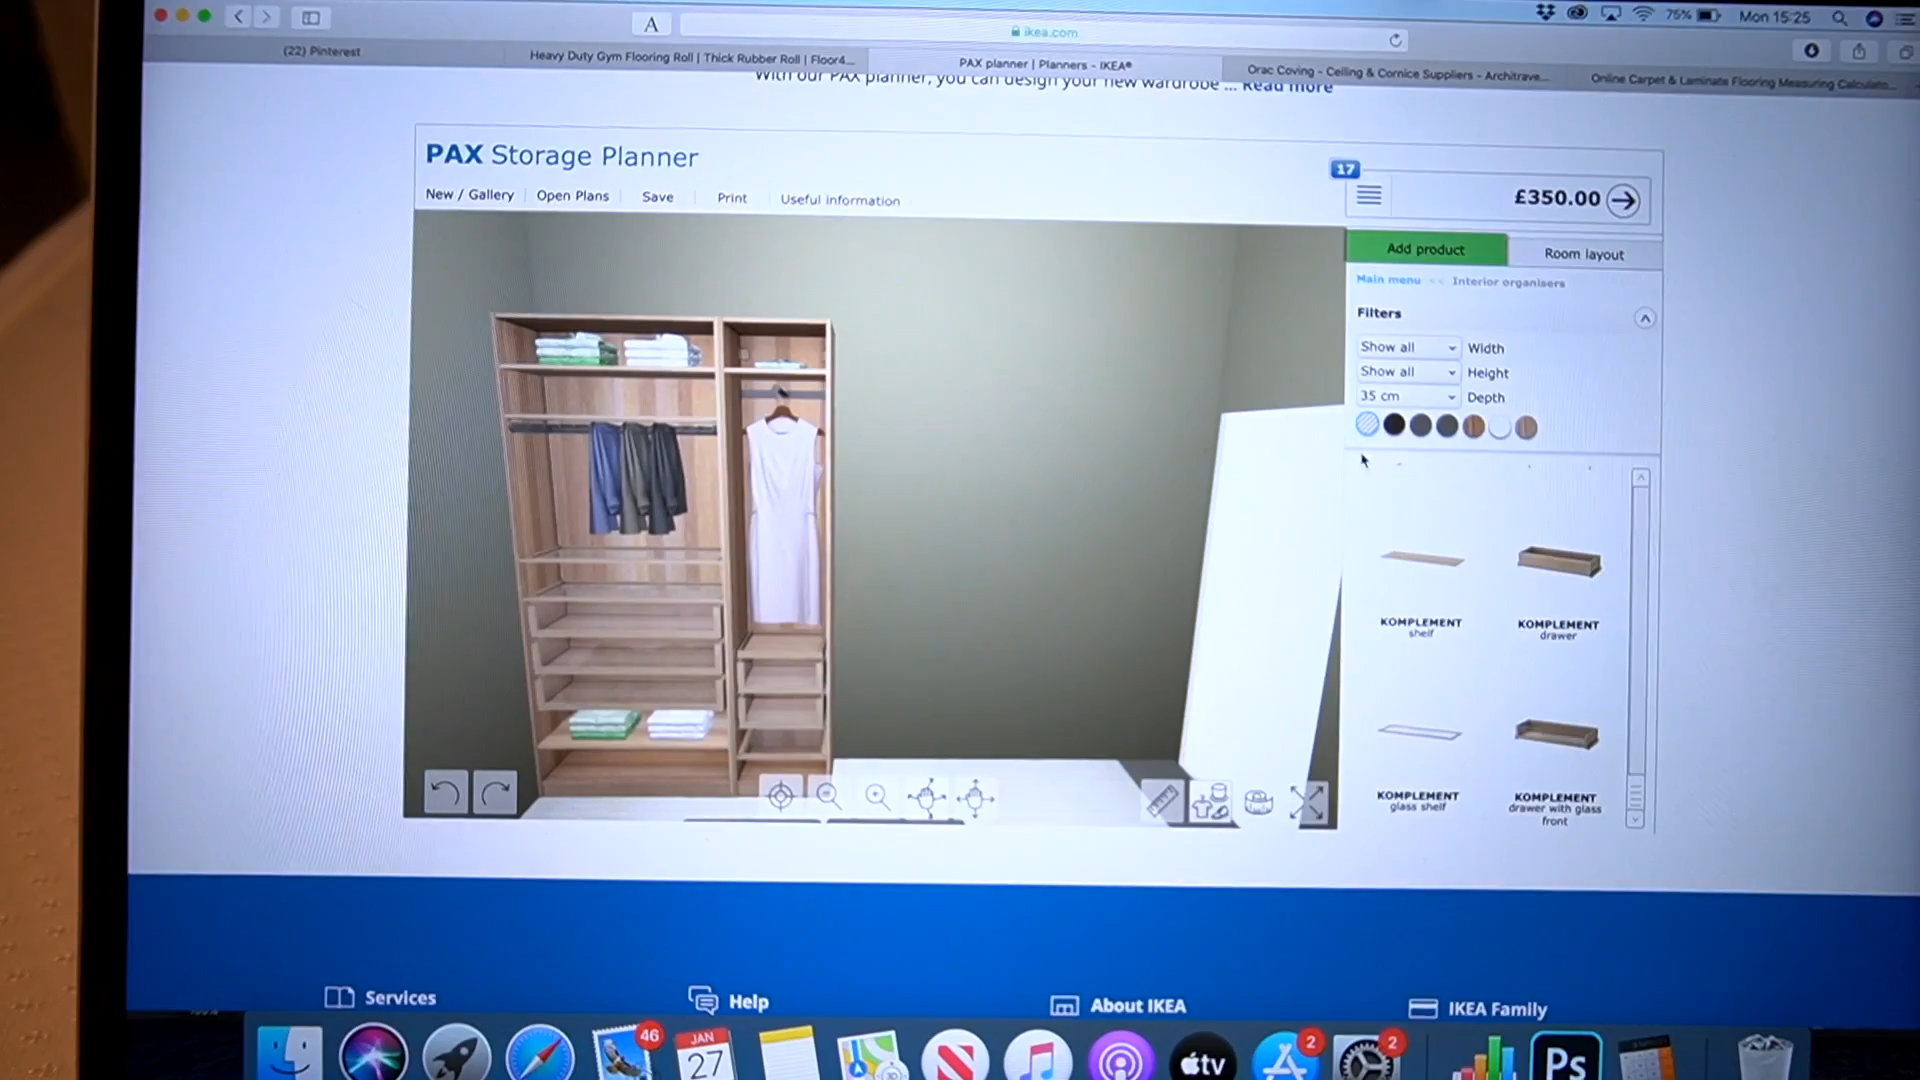 75%
Mon 15:25
A
ikea.com
(22) Pinterest
Heavy Duty Gym Flooring Roll | Thick Rubber Roll | Floor4...
PAX planner | Planners - IKEA®
Orac Coving - Ceiling & Cornice Suppliers - Architrave...
Online Carpet & Laminate Flooring Measuring Calculato...
With our PAX planner, you can design your new wardrobe ... Read more
PAX Storage Planner
17
New / Gallery
Open Plans
Save
Print
Useful information
£350.00
Add product
Room layout
Main menu << Interior organisers
Filters
Show all Width
Show all Height
35 cm Depth
KOMPLEMENT
shelf
KOMPLEMENT
drawer
KOMPLEMENT
glass shelf
KOMPLEMENT
drawer with glass
front
Services
Help
About IKEA
IKEA Family
46
JAN
27
tv
2
2
Ps